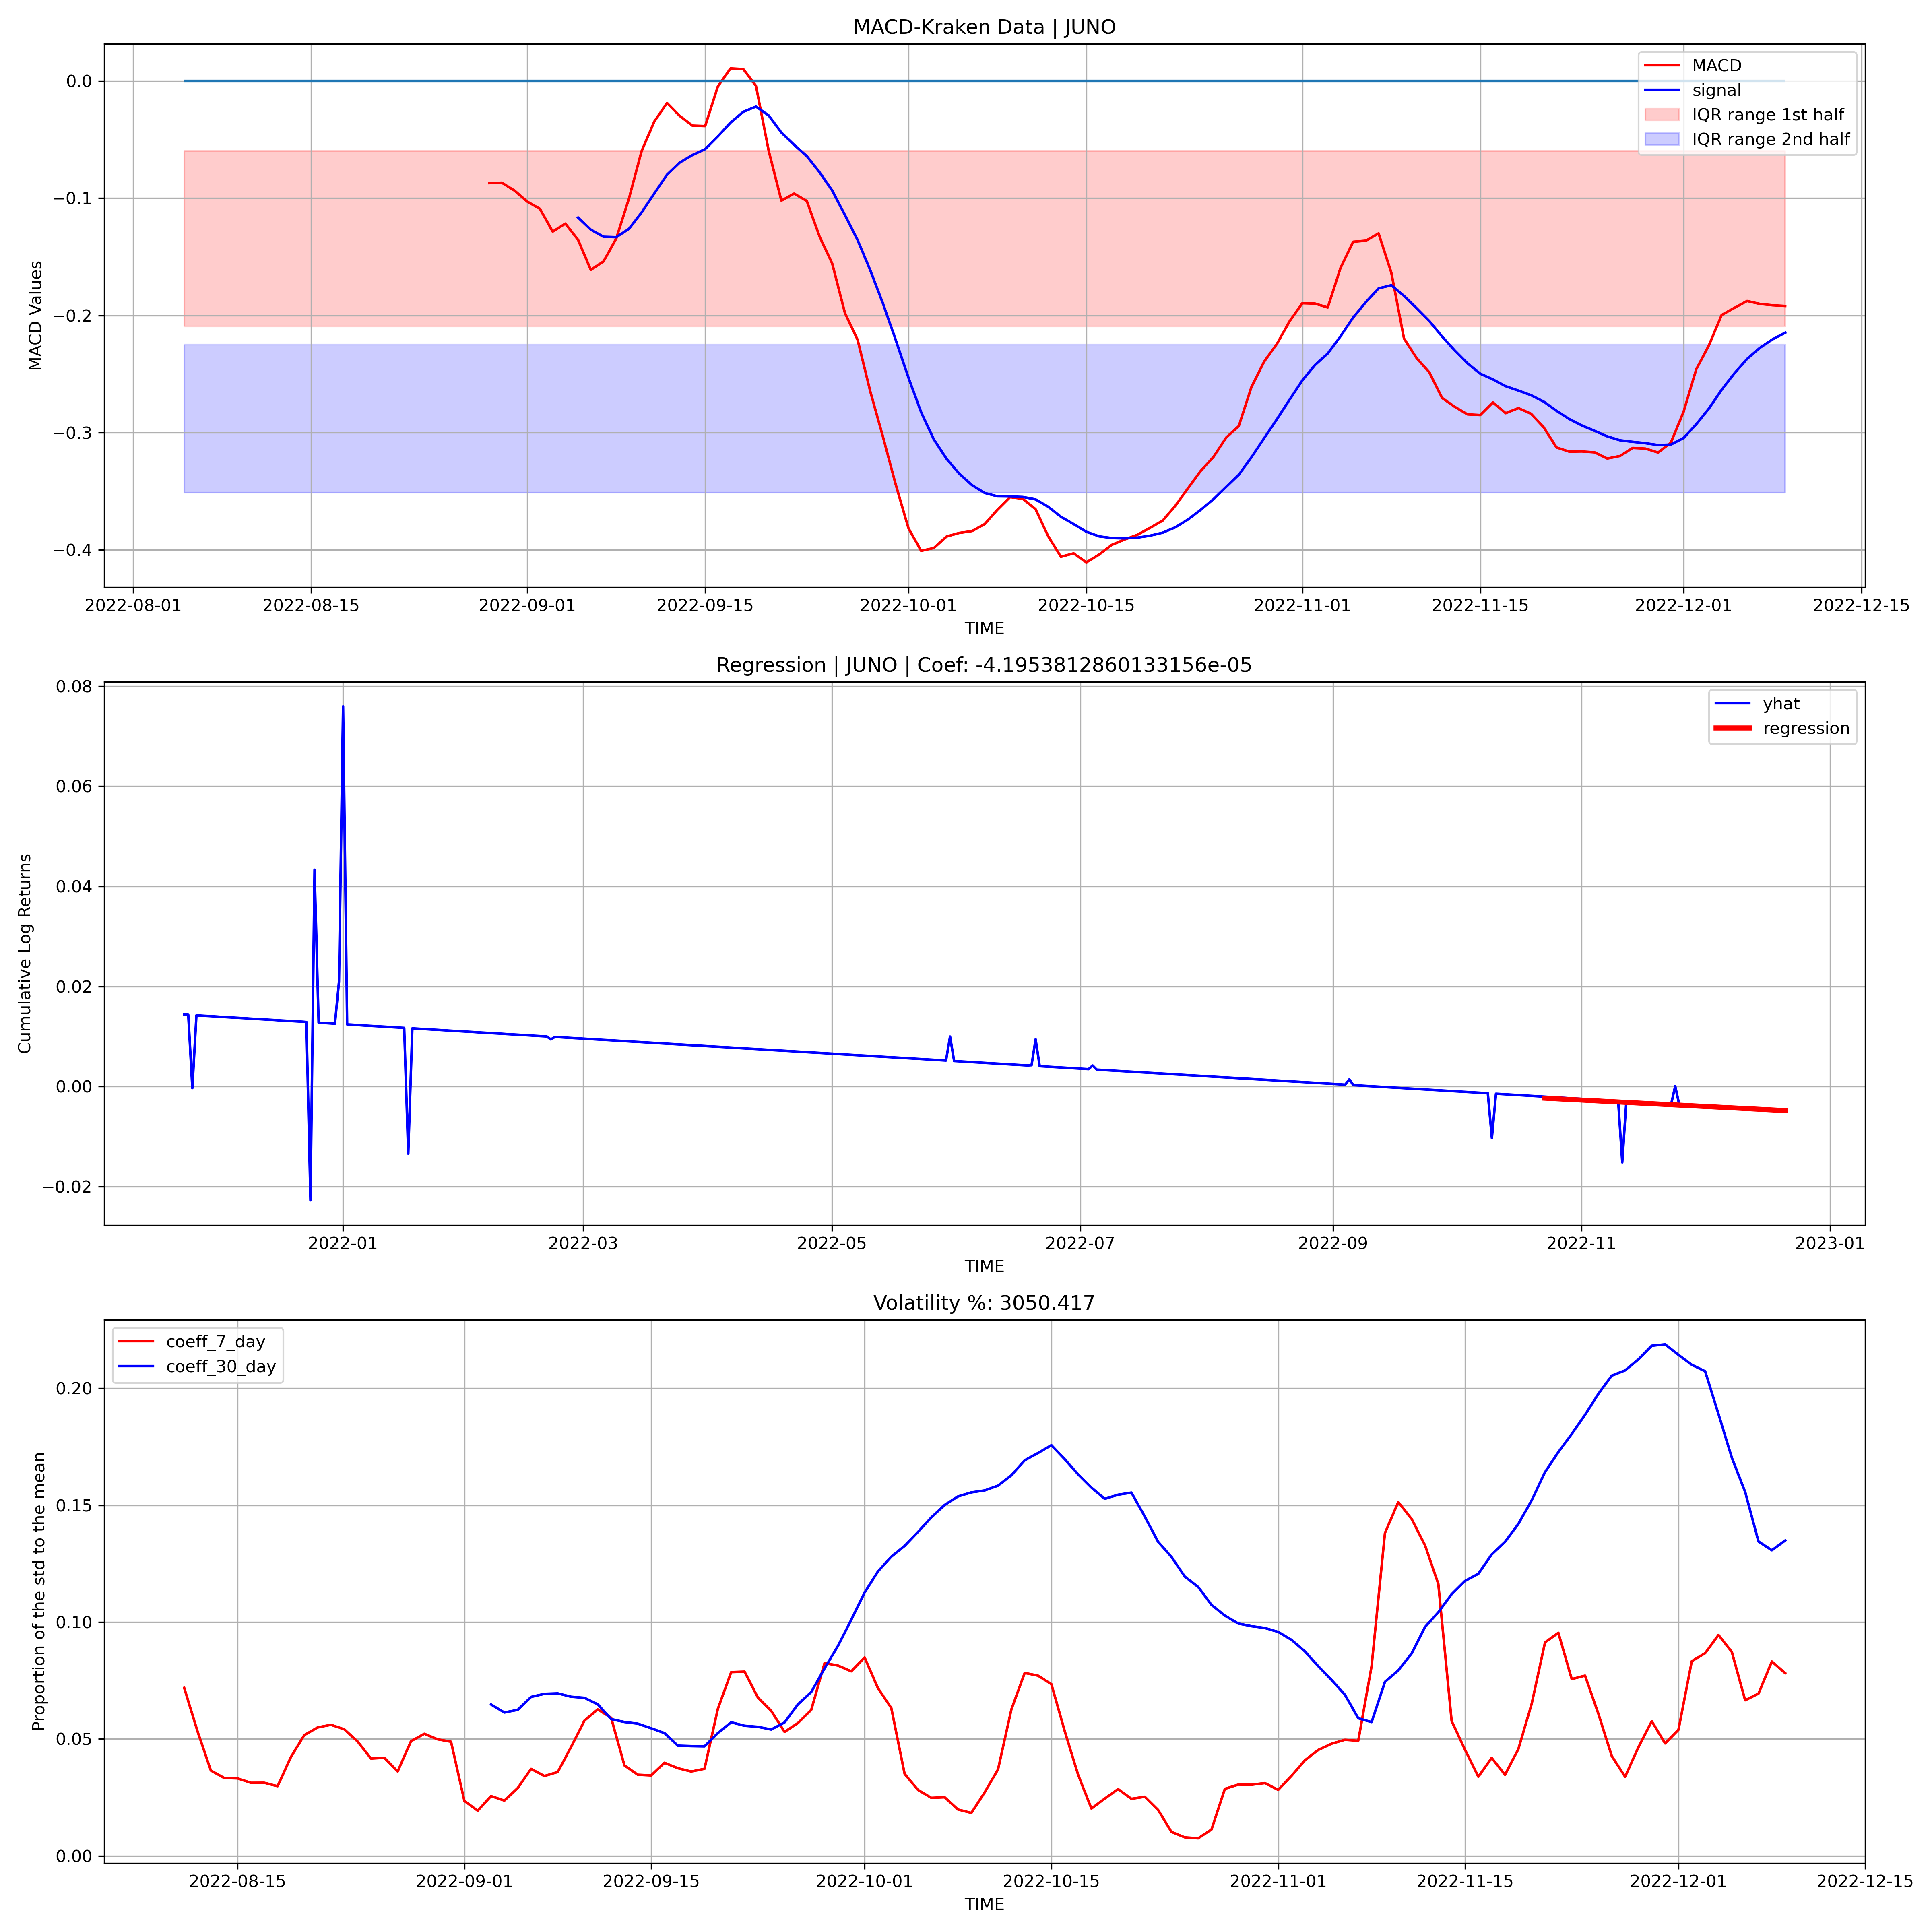 MACD-Kraken Data | JUNO
MACD
signal
IQR range 1st half
IQR range 2nd half
0.0
−0.1
−0.2
−0.3
−0.4
MACD Values
2022-08-01
2022-08-15
2022-09-01
2022-09-15
2022-10-01
2022-10-15
2022-11-01
2022-11-15
2022-12-01
2022-12-15
TIME
Regression | JUNO | Coef: -4.1953812860133156e-05
yhat
regression
0.08
0.06
0.04
0.02
0.00
−0.02
Cumulative Log Returns
2022-01
2022-03
2022-05
2022-07
2022-09
2022-11
2023-01
TIME
Volatility %: 3050.417
coeff_7_day
coeff_30_day
0.20
0.15
0.10
0.05
0.00
Proportion of the std to the mean
2022-08-15
2022-09-01
2022-09-15
2022-10-01
2022-10-15
2022-11-01
2022-11-15
2022-12-01
2022-12-15
TIME